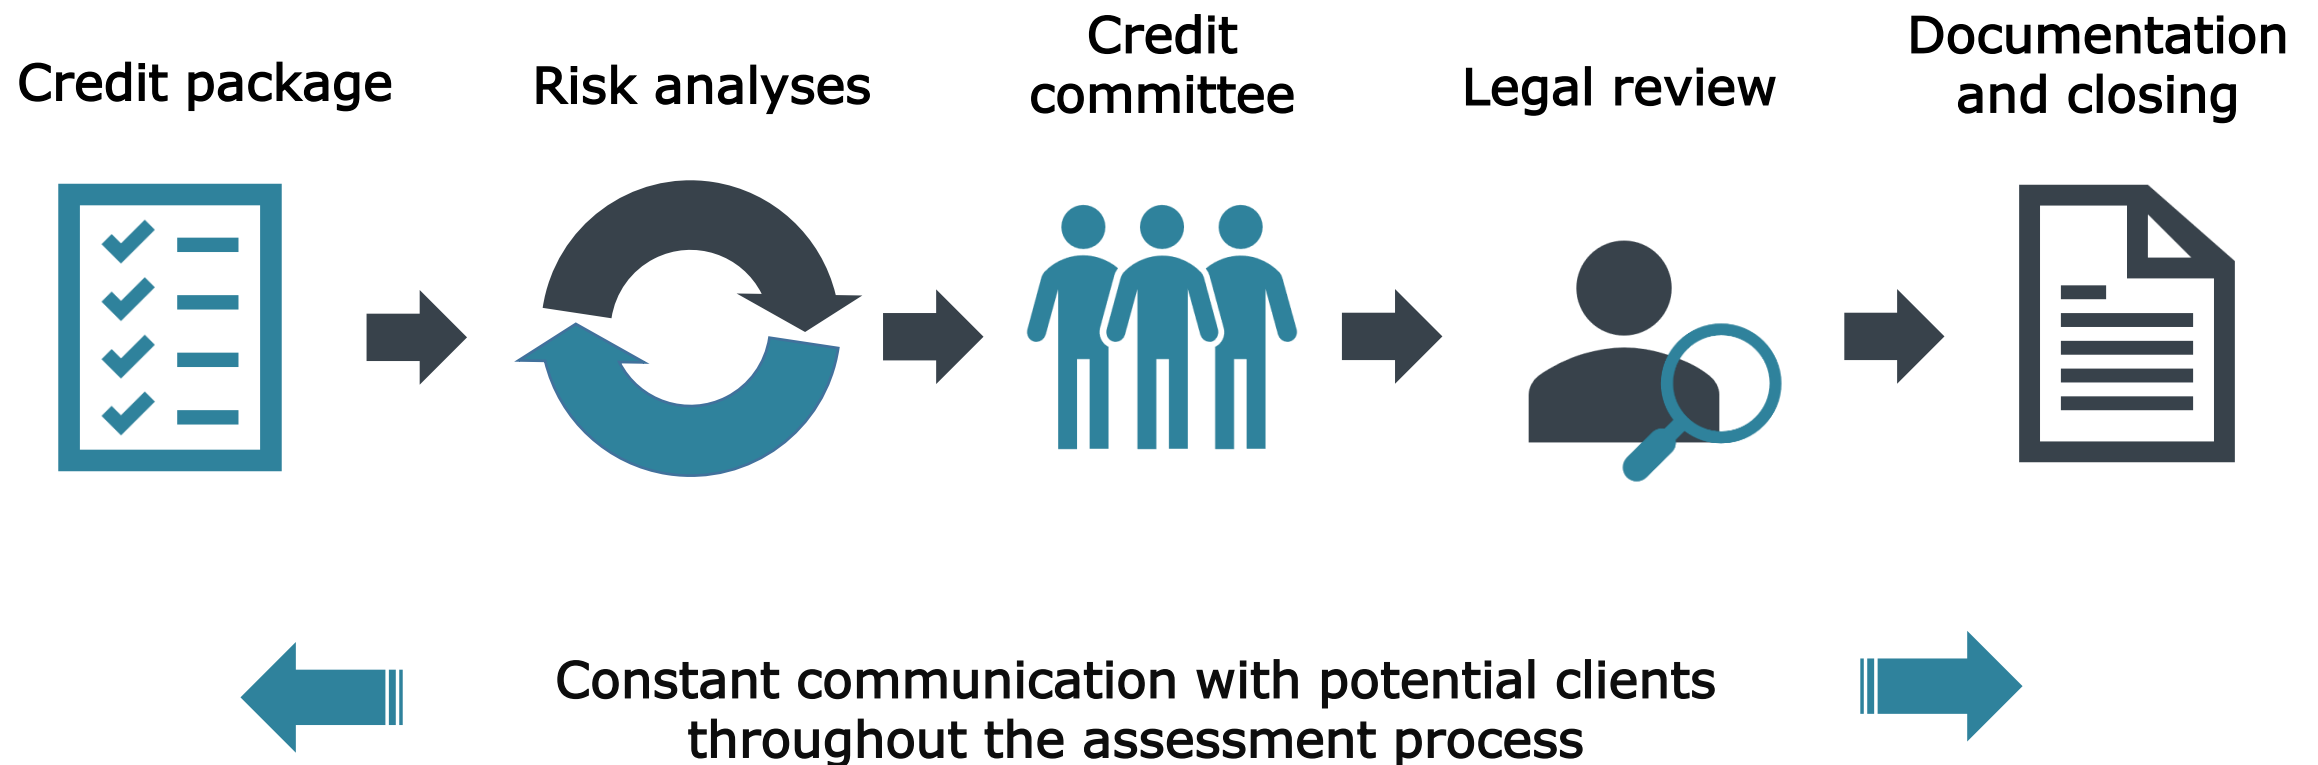 Credit package
Risk analyses
Credit
committee
Legal review
Documentation
and closing
Constant communication with potential clients
throughout the assessment process